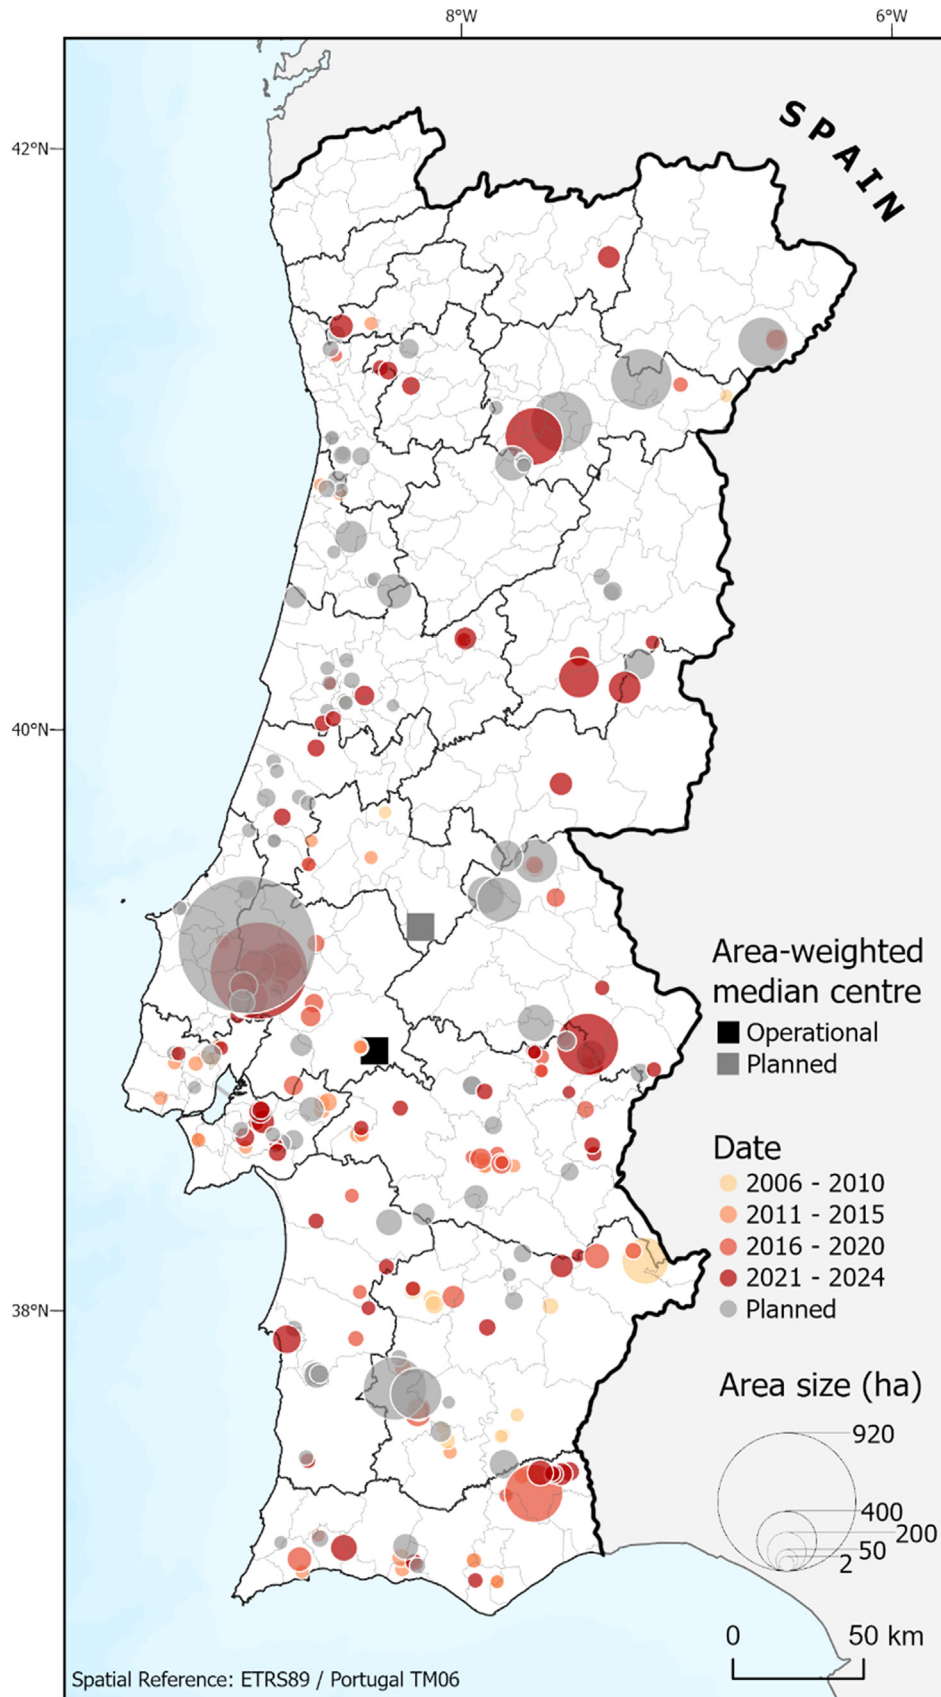 8°W
6°W
42°N
SPAIN
40°N
38°N
Area-weighted
median centre
Operational
Planned
Date
2006 - 2010
2011 - 2015
2016 - 2020
2021 - 2024
Planned
Area size (ha)
920
400
200
50
2
0
50 km
Spatial Reference: ETRS89 / Portugal TM06